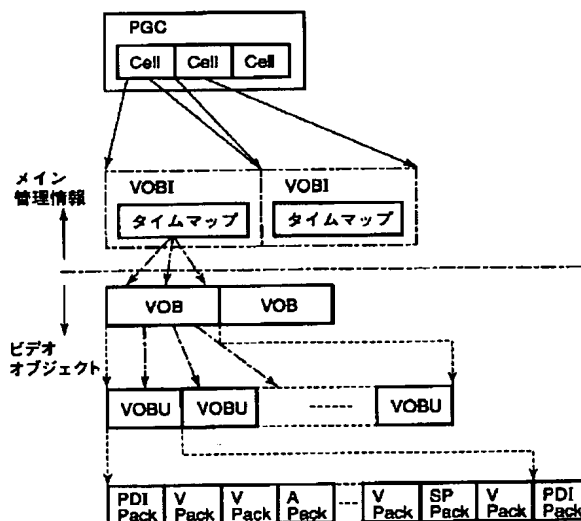 PGC
Cell Cell Cell
メイン
管理情報
VOBI VOBI
タイムマップ タイムマップ
VOB VOB
ビデオ
オブジェクト
VOBU VOBU VOBU
PDI Pack V Pack V Pack A Pack V Pack SP Pack V Pack PDI Pack